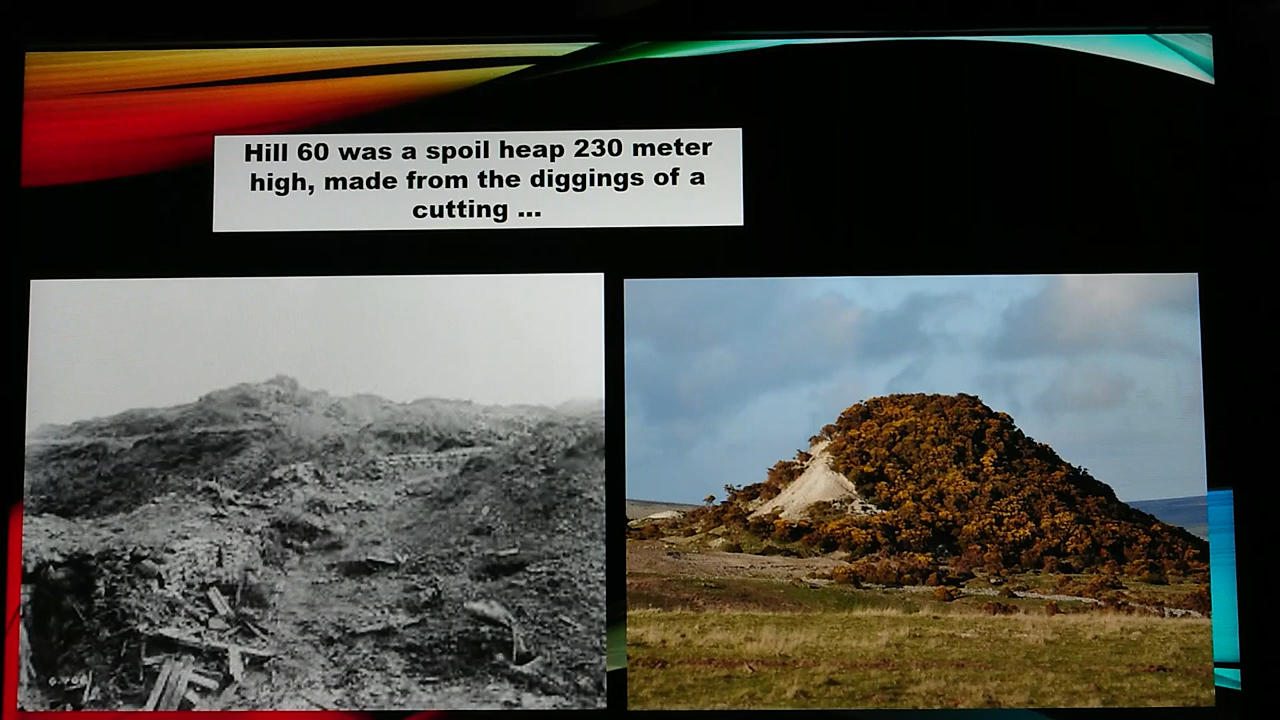 Hill 60 was a spoil heap 230 meter
high, made from the diggings of a
cutting ...